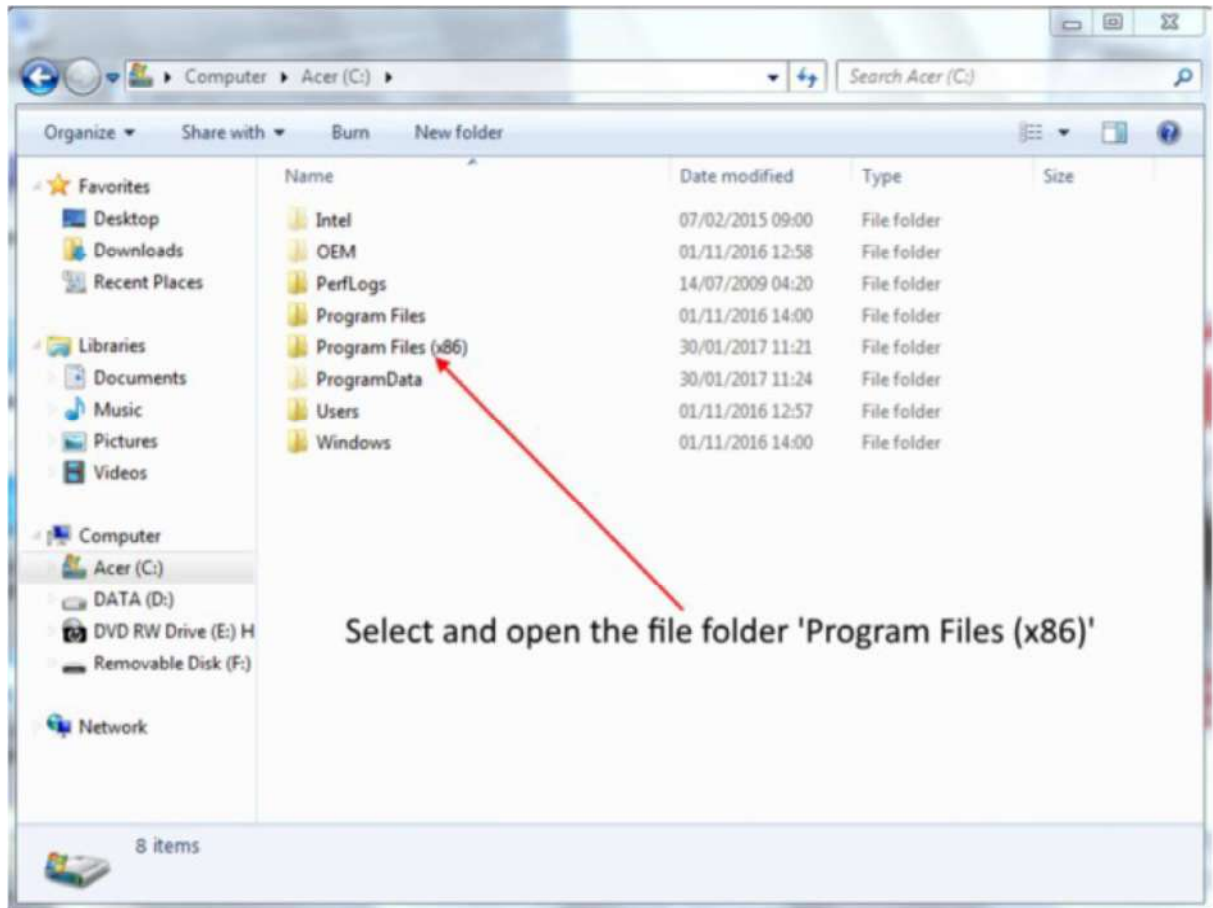 Computer Acer (C:) Search Acer (C:)
Organize Share with Burn New folder
Name Date modified Type Size
Favorites
Desktop
Downloads
Recent Places
Libraries
Documents
Music
Pictures
Videos
Computer
Acer (C:)
DATA (D:)
DVD RW Drive (E:) H
Removable Disk (F:)
Network
Intel 07/02/2015 09:00 File folder
OEM 01/11/2016 12:58 File folder
PerfLogs 14/07/2009 04:20 File folder
Program Files 01/11/2016 14:00 File folder
Program Files (x86) 30/01/2017 11:21 File folder
ProgramData 30/01/2017 11:24 File folder
Users 01/11/2016 12:57 File folder
Windows 01/11/2016 14:00 File folder
Select and open the file folder 'Program Files (x86)'
8 items